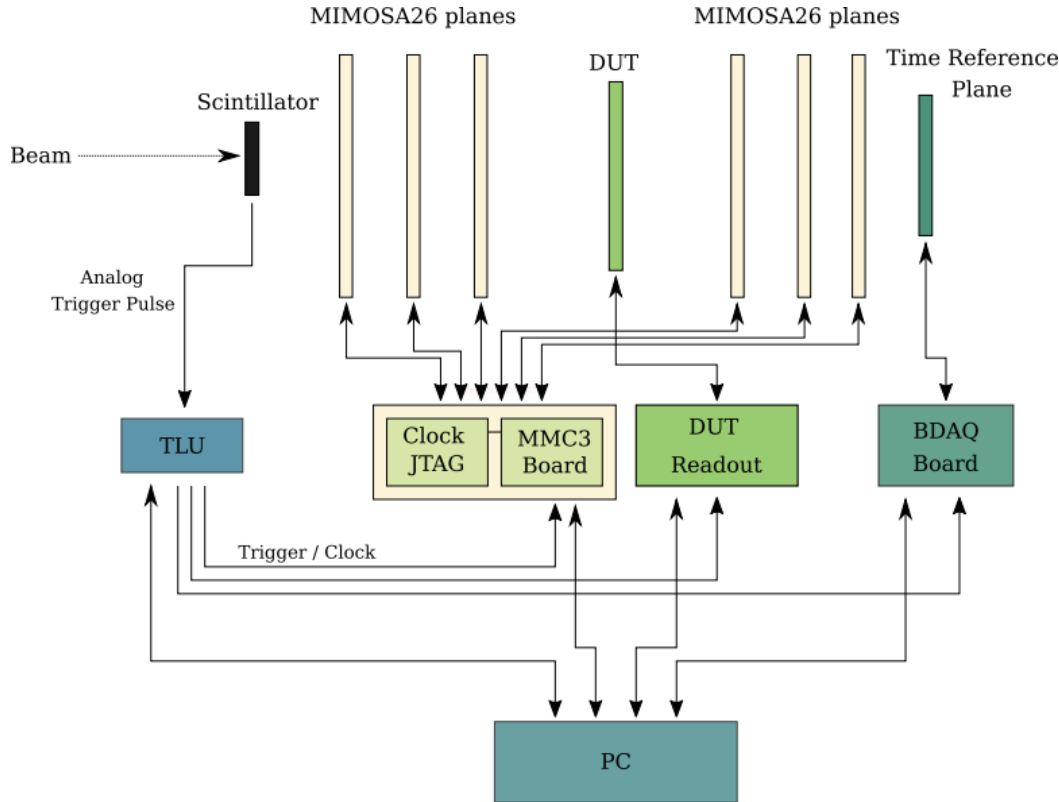 MIMOSA26 planes
MIMOSA26 planes
DUT
Time Reference
Plane
Scintillator
Beam
Analog
Trigger Pulse
TLU
Clock
JTAG
MMC3
Board
DUT
Readout
BDAQ
Board
Trigger / Clock
PC